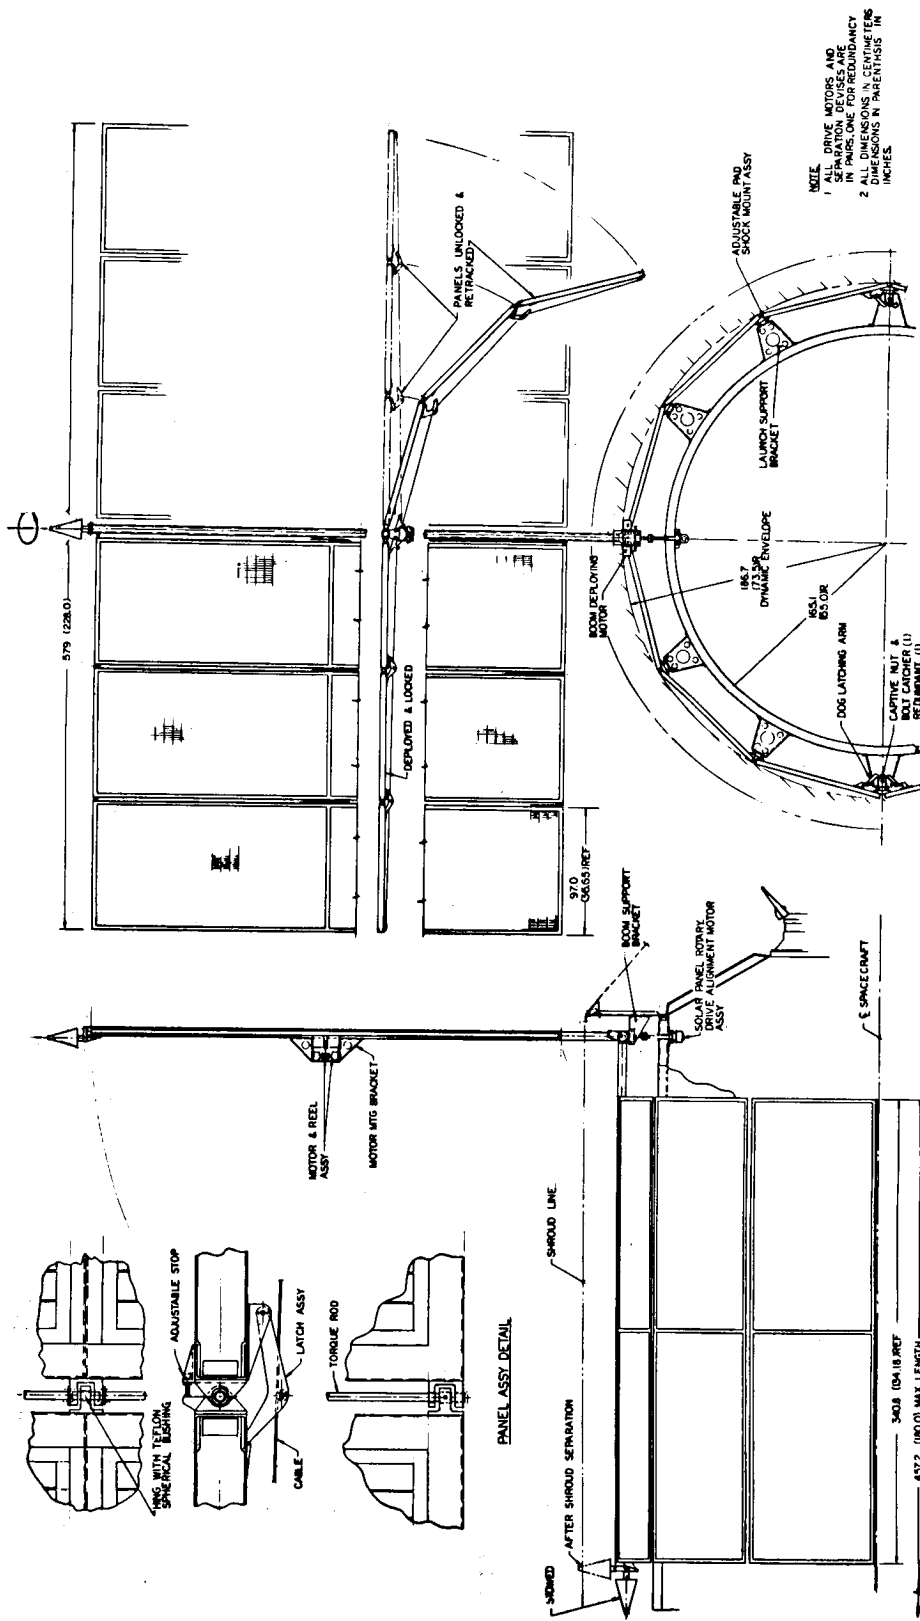 NOTE
1 ALL DRIVE MOTORS AND
SEPARATION DEVISES ARE
IN PAIRS, ONE FOR REDUNDANCY
2 ALL DIMENSIONS IN CENTIMETERS
DIMENSIONS IN PARENTHSIS IN
INCHES.
579 (228.0)
PANELS UNLOCKED &
RETRACKED
DEPLOYED & LOCKED
97.0
(36.65) REF
ADJUSTABLE PAD
SHOCK MOUNT ASSY
LAUNCH SUPPORT
BRACKET
BOOM DEPLOYING
MOTOR
186.7
(73.5)R
DYNAMIC ENVELOPE
165.1
(65.0)R
DOG LATCHING ARM
CAPTIVE NUT &
BOLT CATCHER (1)
REDUNDANT (1)
MOTOR & REEL
ASSY
MOTOR MTG BRACKET
BOOM SUPPORT
BRACKET
SOLAR PANEL ROTARY
DRIVE ALIGNMENT MOTOR
ASSY
℄ SPACECRAFT
SHROUD LINE
AFTER SHROUD SEPARATION
STOWED
340.8 (134.18) REF
457.2 (180.0) MAX LENGTH
HING WITH TEFLON
SPHERICAL BUSHING
ADJUSTABLE STOP
LATCH ASSY
CABLE
TORQUE ROD
PANEL ASSY DETAIL